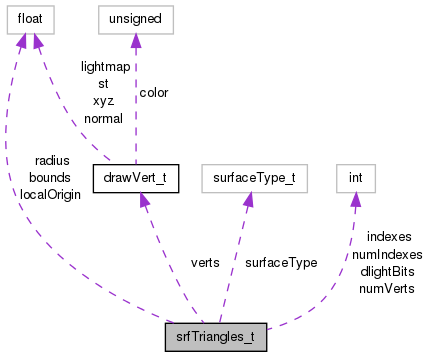 float
unsigned
lightmap
st
xyz
normal
color
radius
bounds
localOrigin
drawVert_t
surfaceType_t
int
verts
surfaceType
indexes
numIndexes
dlightBits
numVerts
srfTriangles_t